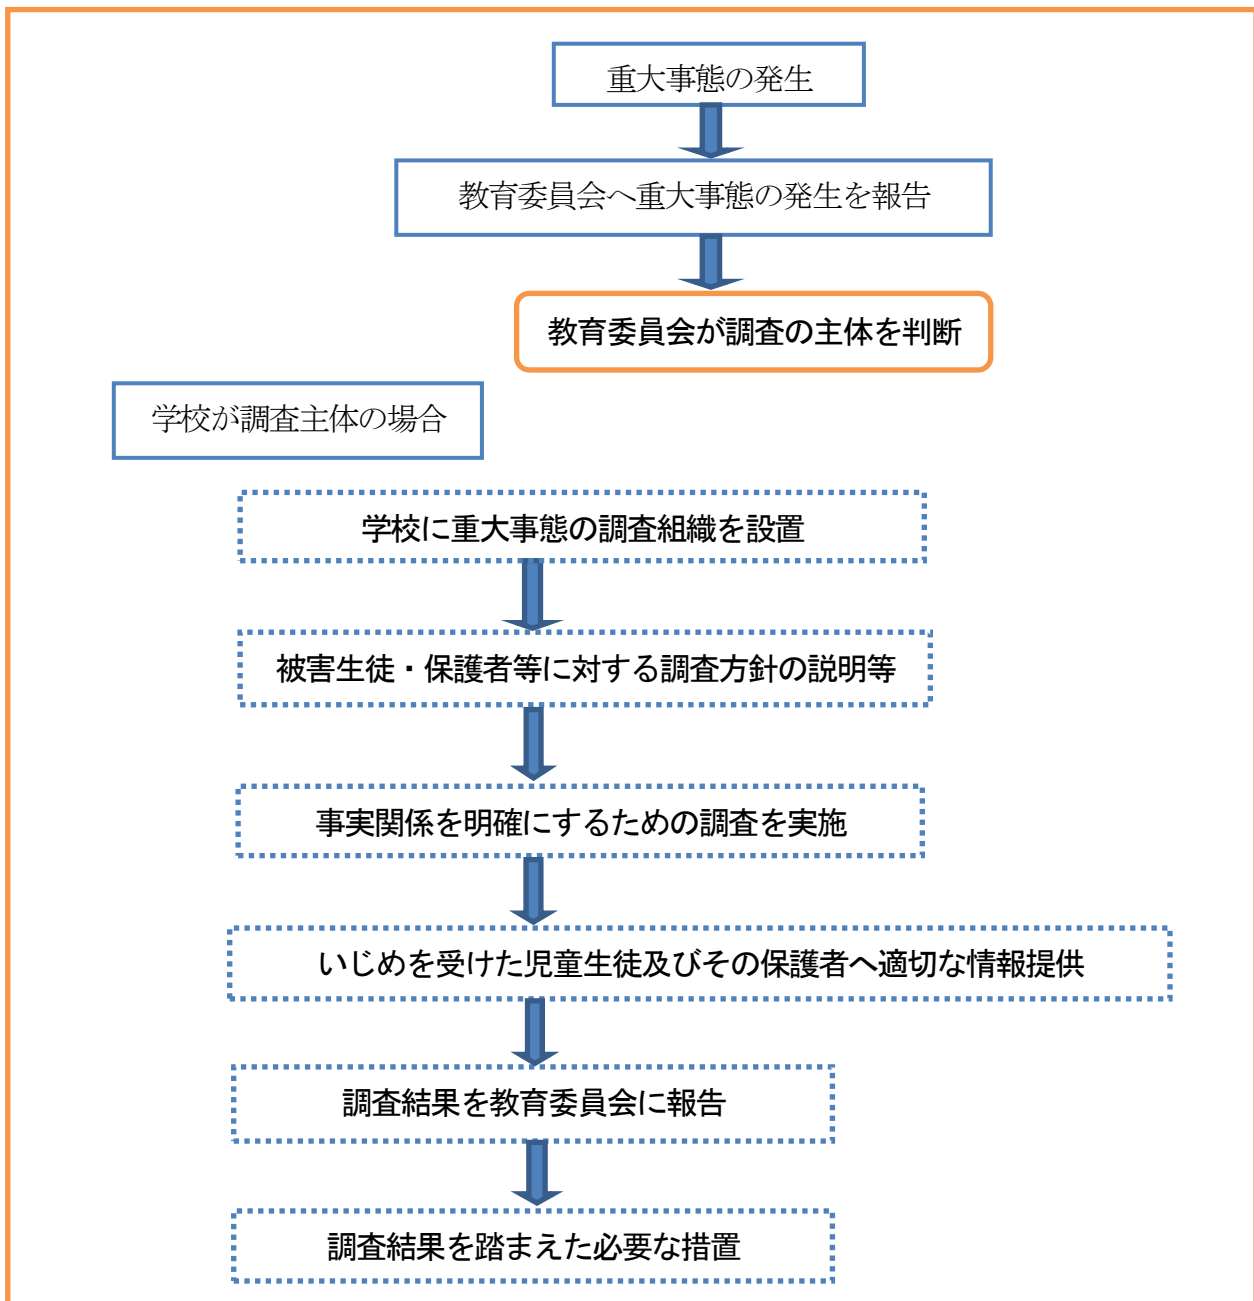 重大事態の発生
教育委員会へ重大事態の発生を報告
教育委員会が調査の主体を判断
学校が調査主体の場合
学校に重大事態の調査組織を設置
被害生徒・保護者等に対する調査方針の説明等
事実関係を明確にするための調査を実施
いじめを受けた児童生徒及びその保護者へ適切な情報提供
調査結果を教育委員会に報告
調査結果を踏まえた必要な措置